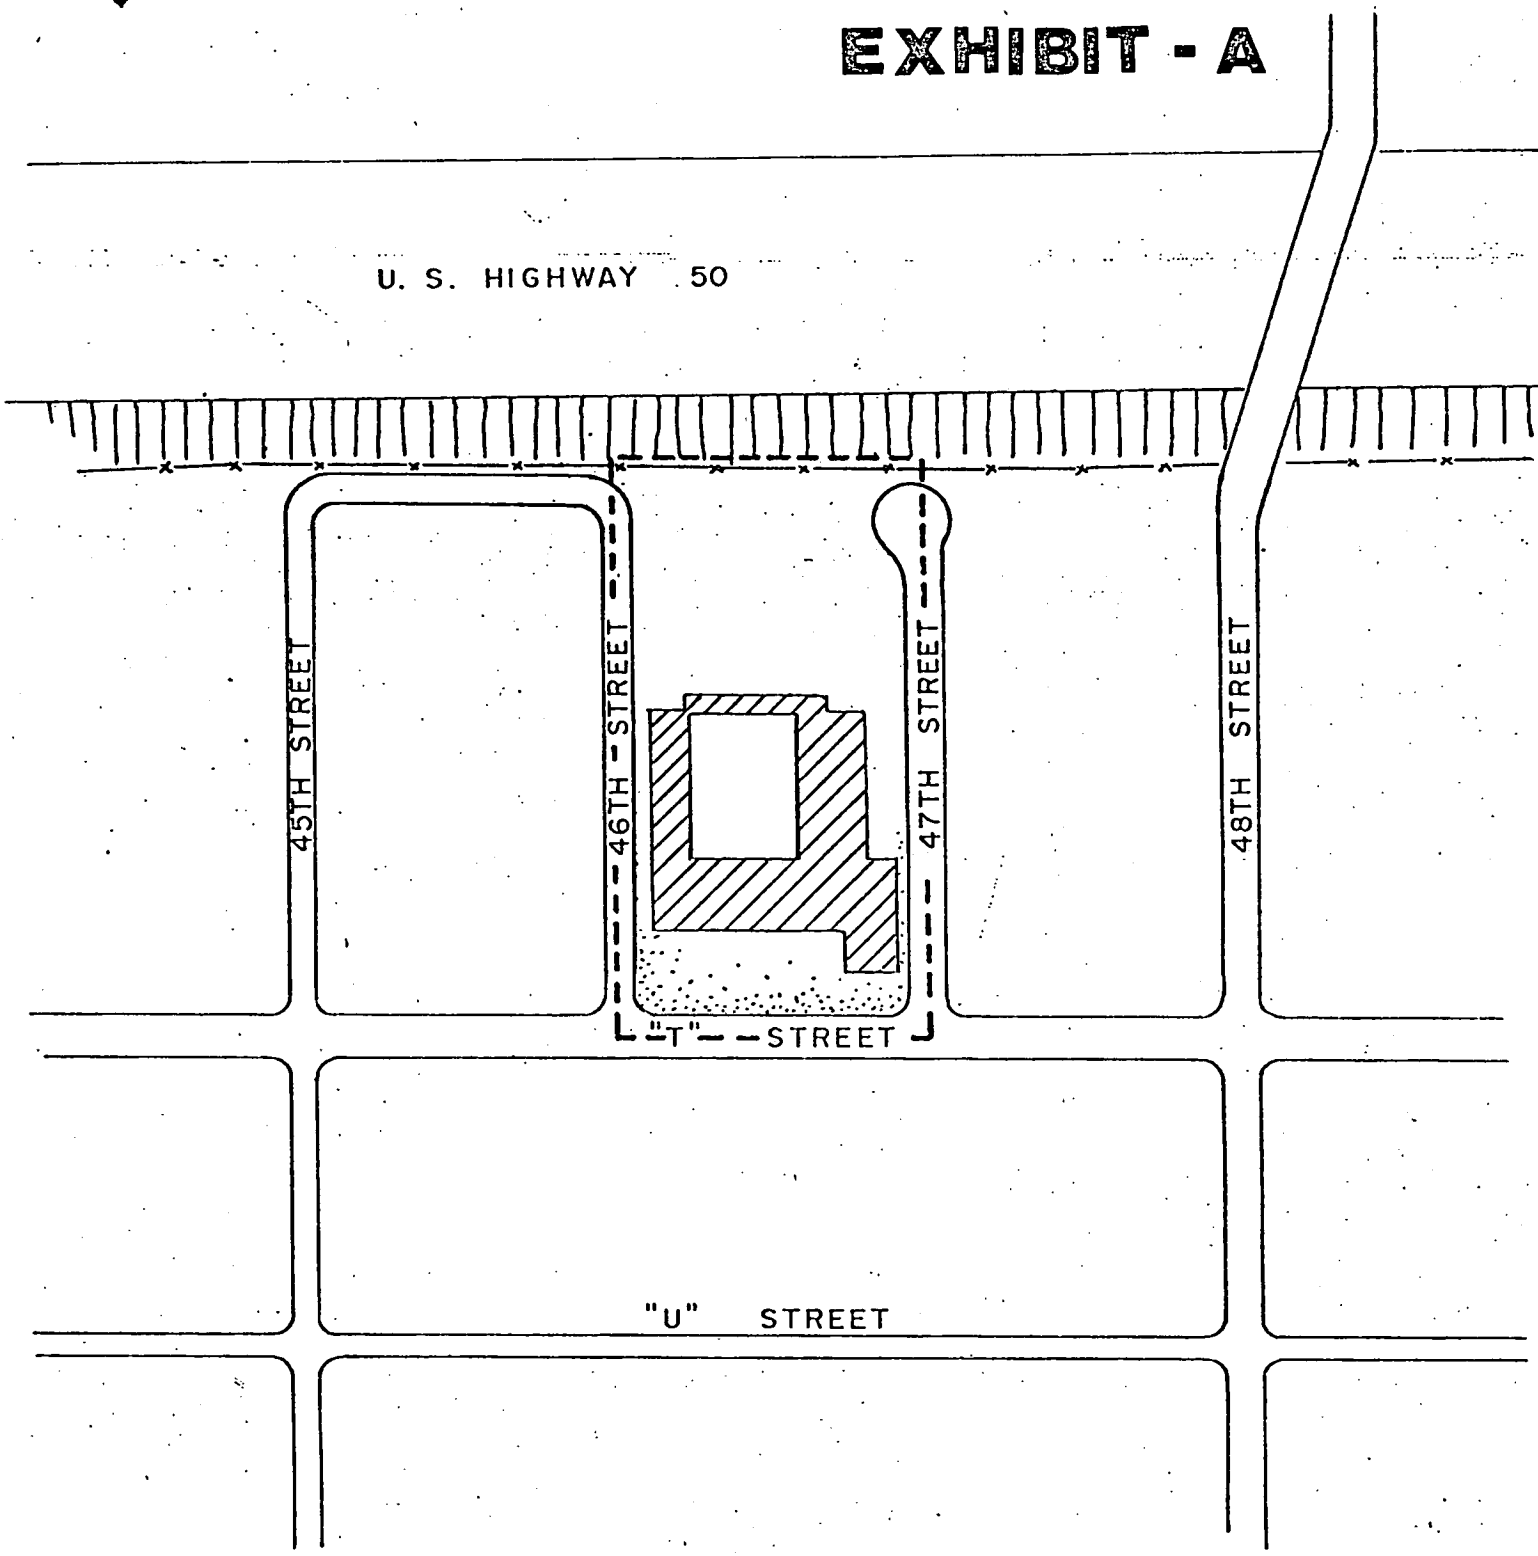 EXHIBIT - A
U. S. HIGHWAY 50
45TH STREET
46TH STREET
47TH STREET
48TH STREET
"T" STREET
"U" STREET